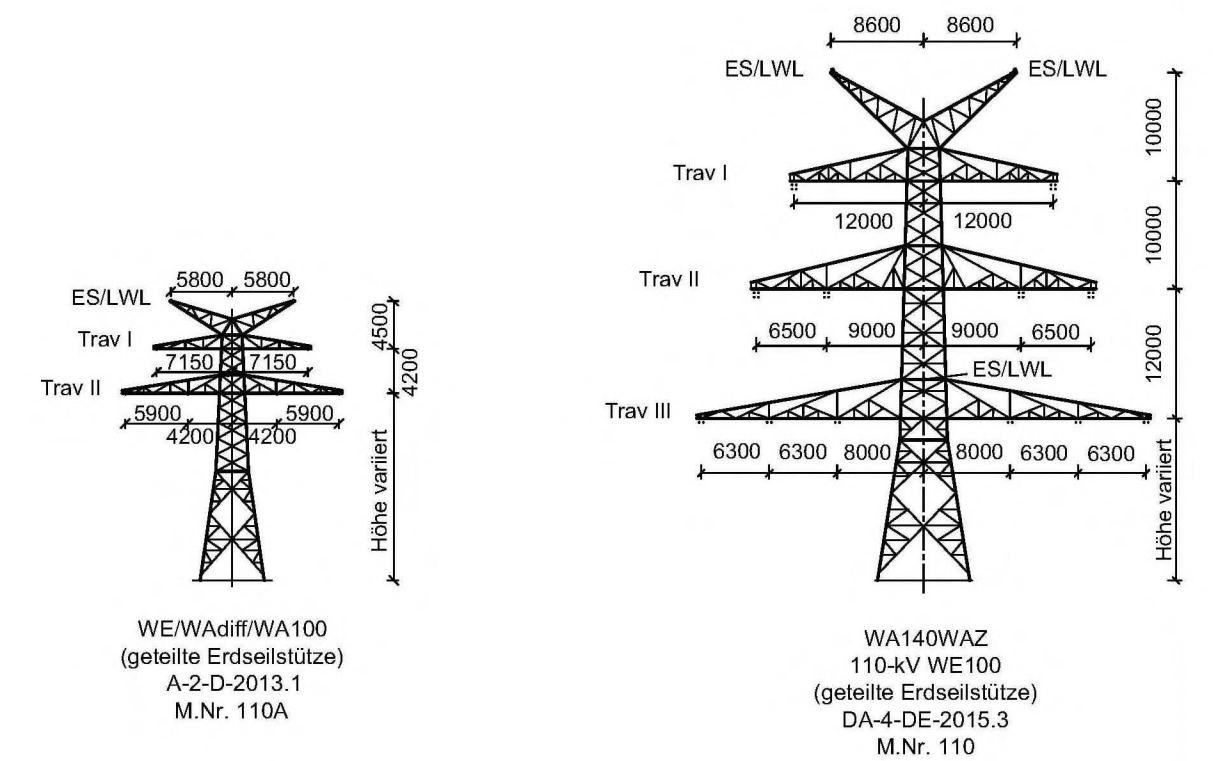 5800 5800
ES/LWL
Trav I
4500
7150 7150
4200
Trav II
5900 5900
4200 4200
Höhe variiert
WE/WAdiff/WA100
(geteilte Erdseilstütze)
A-2-D-2013.1
M.Nr. 110A
8600 8600
ES/LWL ES/LWL
10000
Trav I
12000 12000
10000
Trav II
6500 9000 9000 6500
12000
ES/LWL
Trav III
6300 6300 8000 8000 6300 6300
Höhe variiert
WA140WAZ
110-kV WE100
(geteilte Erdseilstütze)
DA-4-DE-2015.3
M.Nr. 110